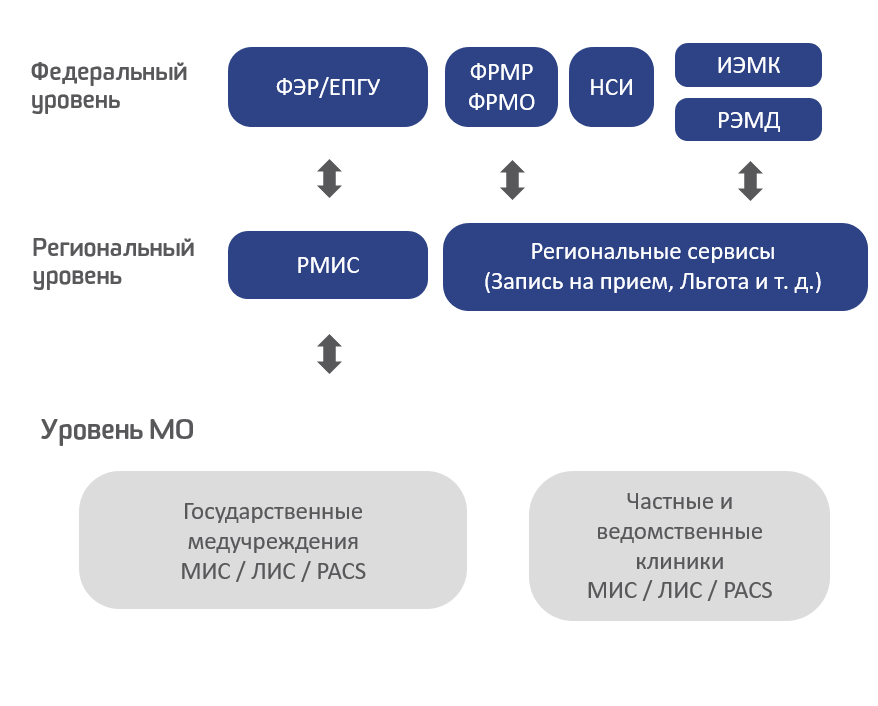 Федеральный
уровень
ФЭР/ЕПГУ
ФРМР
ФРМО
НСИ
ИЭМК
РЭМД
Региональный
уровень
РМИС
Региональные сервисы
(Запись на прием, Льгота и т. д.)
Уровень МО
Государственные
медучреждения
МИС / ЛИС / PACS
Частные и
ведомственные
клиники
МИС / ЛИС / PACS